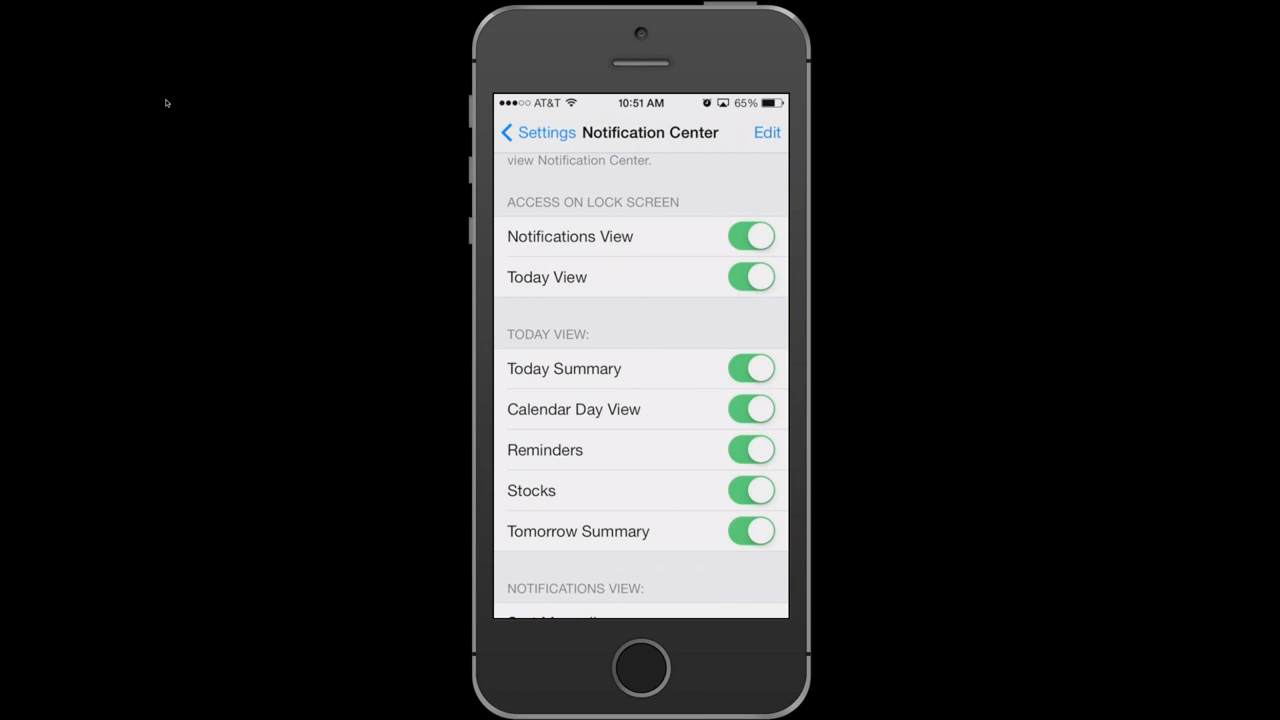 AT&T 10:51 AM 65%
Settings Notification Center Edit
view Notification Center.
ACCESS ON LOCK SCREEN
Notifications View
Today View
TODAY VIEW:
Today Summary
Calendar Day View
Reminders
Stocks
Tomorrow Summary
NOTIFICATIONS VIEW: